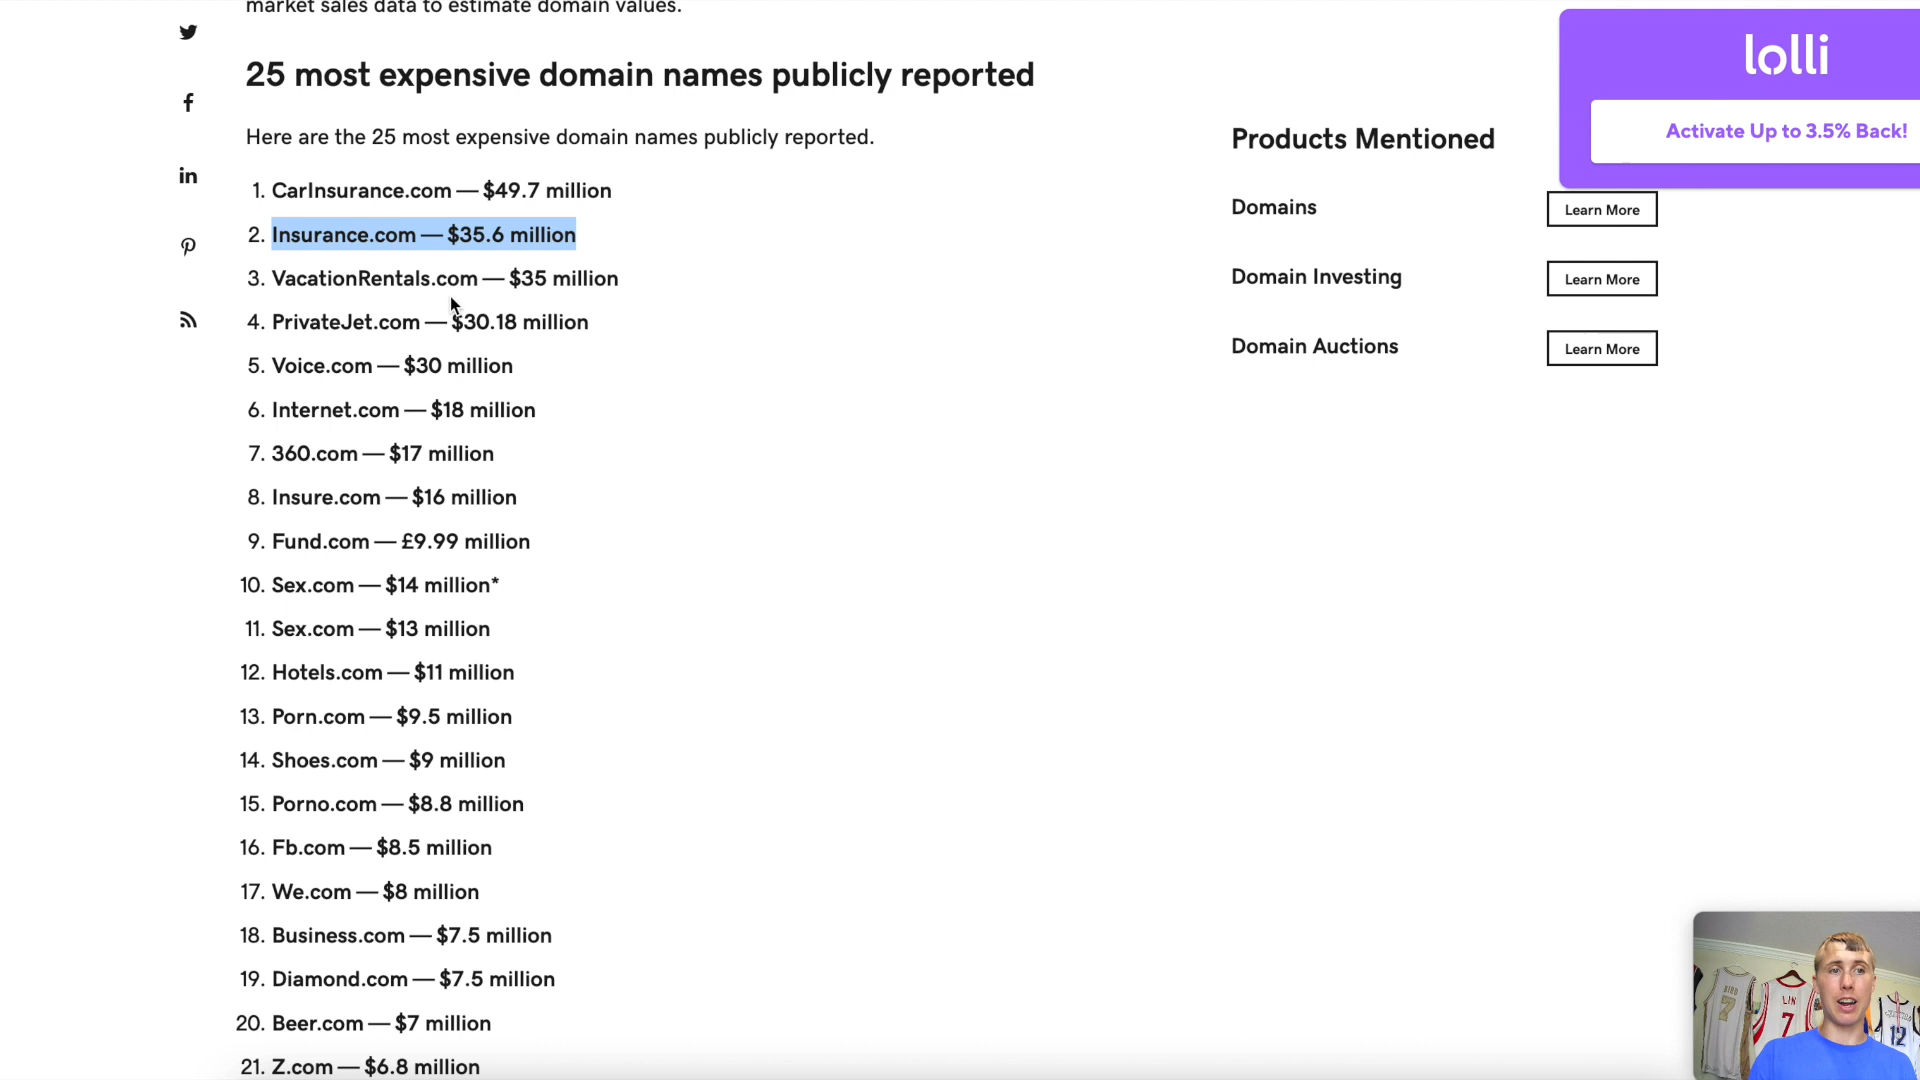 market sales data to estimate domain values.
25 most expensive domain names publicly reported
Here are the 25 most expensive domain names publicly reported.
1. CarInsurance.com — $49.7 million
2. Insurance.com — $35.6 million
3. VacationRentals.com — $35 million
4. PrivateJet.com — $30.18 million
5. Voice.com — $30 million
6. Internet.com — $18 million
7. 360.com — $17 million
8. Insure.com — $16 million
9. Fund.com — £9.99 million
10. Sex.com — $14 million*
11. Sex.com — $13 million
12. Hotels.com — $11 million
13. Porn.com — $9.5 million
14. Shoes.com — $9 million
15. Porno.com — $8.8 million
16. Fb.com — $8.5 million
17. We.com — $8 million
18. Business.com — $7.5 million
19. Diamond.com — $7.5 million
20. Beer.com — $7 million
21. Z.com — $6.8 million
lolli
Activate Up to 3.5% Back!
Products Mentioned
Domains
Learn More
Domain Investing
Learn More
Domain Auctions
Learn More
BIRD
7
LIN
7
12